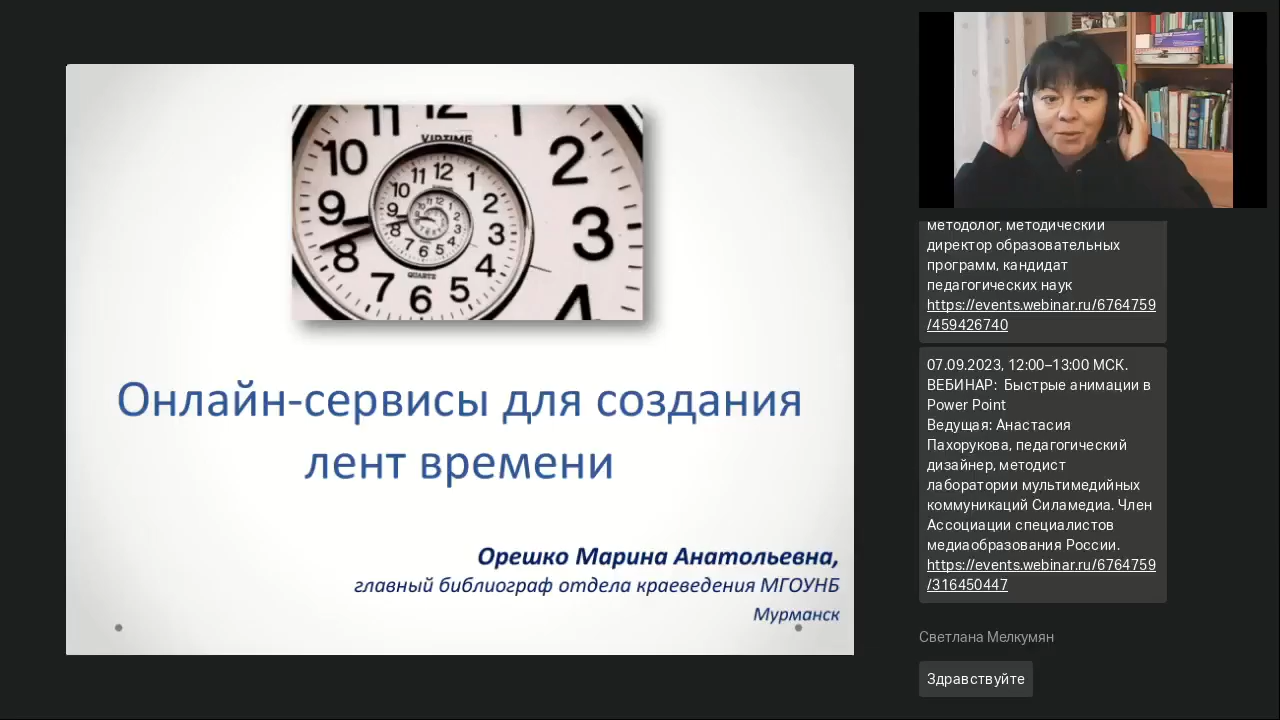 VIPTIME
QUARTZ
Онлайн-сервисы для создания
лент времени
Орешко Марина Анатольевна,
главный библиограф отдела краеведения МГОУНБ
Мурманск
методолог, методический
директор образовательных
программ, кандидат
педагогических наук
https://events.webinar.ru/6764759
/459426740
07.09.2023, 12:00–13:00 МСК.
ВЕБИНАР:  Быстрые анимации в
Power Point
Ведущая: Анастасия
Пахорукова, педагогический
дизайнер, методист
лаборатории мультимедийных
коммуникаций Силамедиа. Член
Ассоциации специалистов
медиаобразования России.
https://events.webinar.ru/6764759
/316450447
Светлана Мелкумян
Здравствуйте